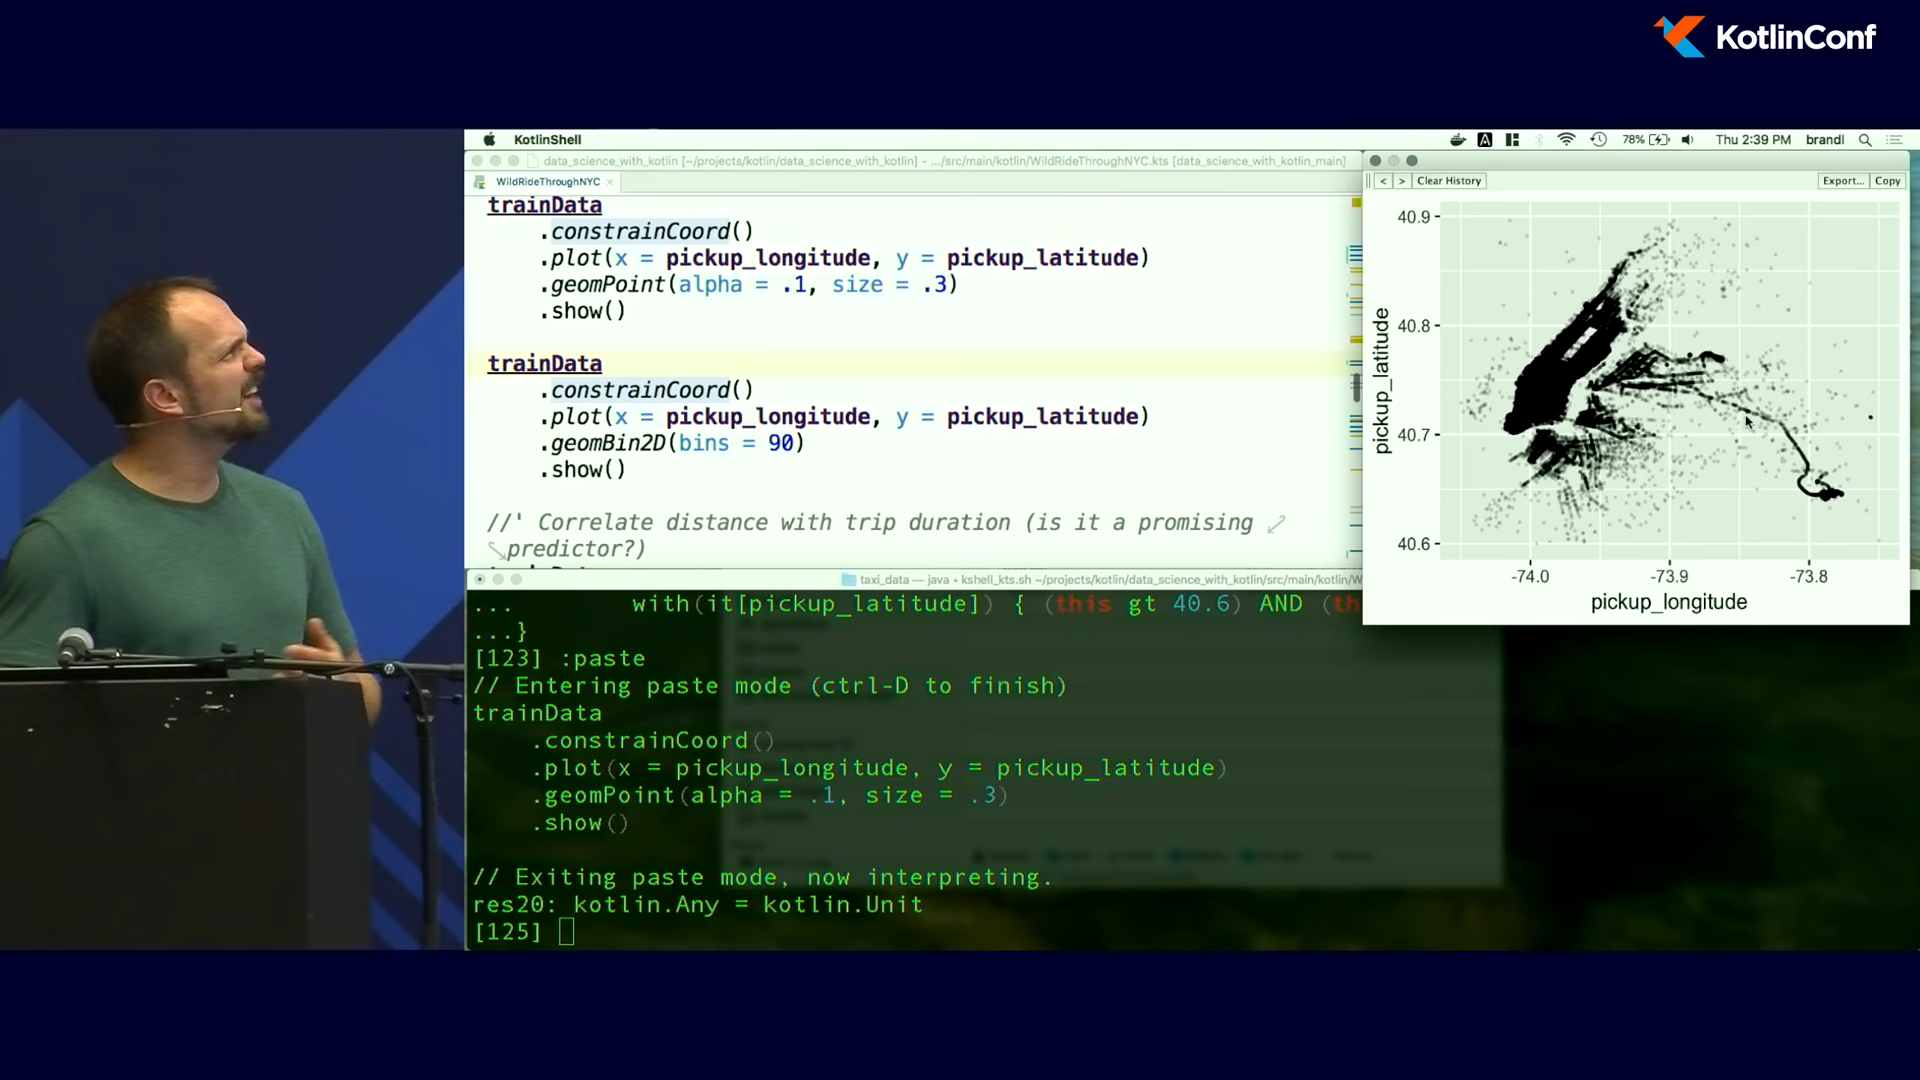 KotlinConf
KotlinShell
78%
Thu 2:39 PM
brandl
data_science_with_kotlin [~/projects/kotlin/data_science_with_kotlin] - .../src/main/kotlin/WildRideThroughNYC.kts [data_science_with_kotlin_main]
WildRideThroughNYC
trainData
.constrainCoord()
.plot(x = pickup_longitude, y = pickup_latitude)
.geomPoint(alpha = .1, size = .3)
.show()
trainData
.constrainCoord()
.plot(x = pickup_longitude, y = pickup_latitude)
.geomBin2D(bins = 90)
.show()
//' Correlate distance with trip duration (is it a promising
predictor?)
< > Clear History
Export... Copy
40.9
40.8
40.7
40.6
pickup_latitude
-74.0 -73.9 -73.8
pickup_longitude
taxi_data — java • kshell_kts.sh ~/projects/kotlin/data_science_with_kotlin/src/main/kotlin/W
... with(it[pickup_latitude]) { (this gt 40.6) AND (th
...}
[123] :paste
// Entering paste mode (ctrl-D to finish)
trainData
.constrainCoord()
.plot(x = pickup_longitude, y = pickup_latitude)
.geomPoint(alpha = .1, size = .3)
.show()
// Exiting paste mode, now interpreting.
res20: kotlin.Any = kotlin.Unit
[125]